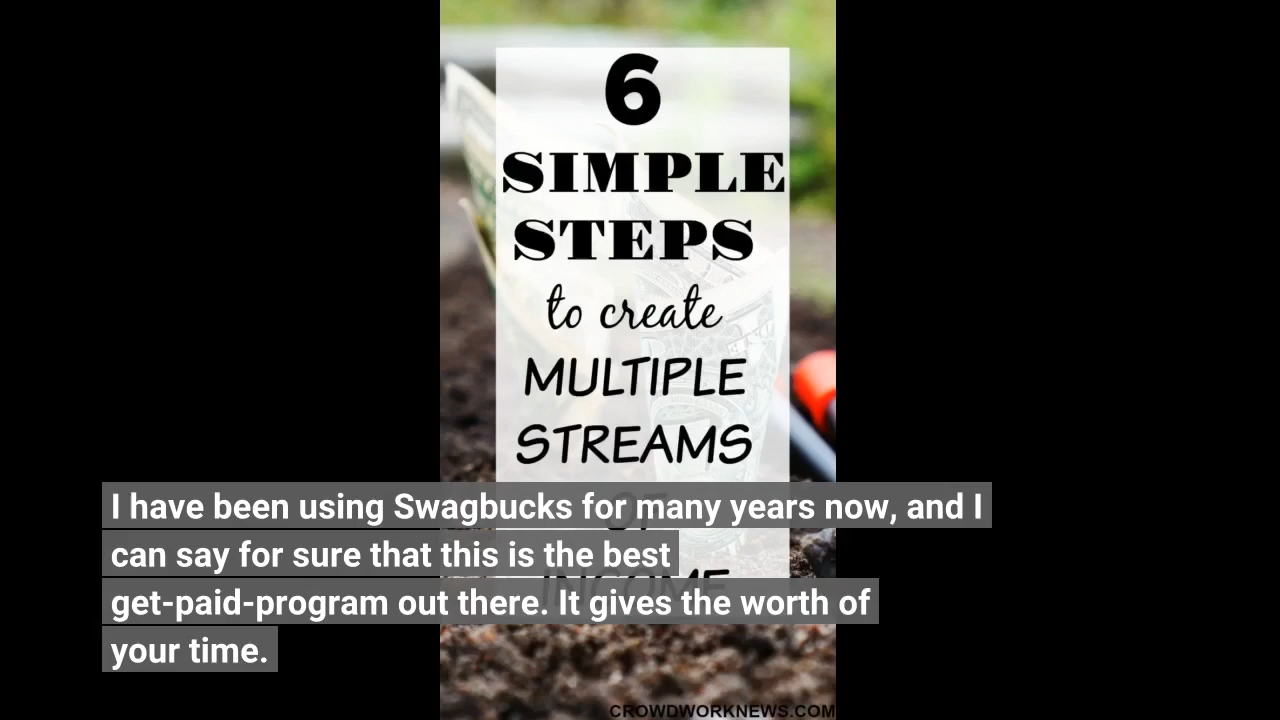 6
SIMPLE
STEPS
to create
MULTIPLE
STREAMS
OF
INCOME
I have been using Swagbucks for many years now, and I
can say for sure that this is the best
get-paid-program out there. It gives the worth of
your time.
CROWDWORKNEWS.COM